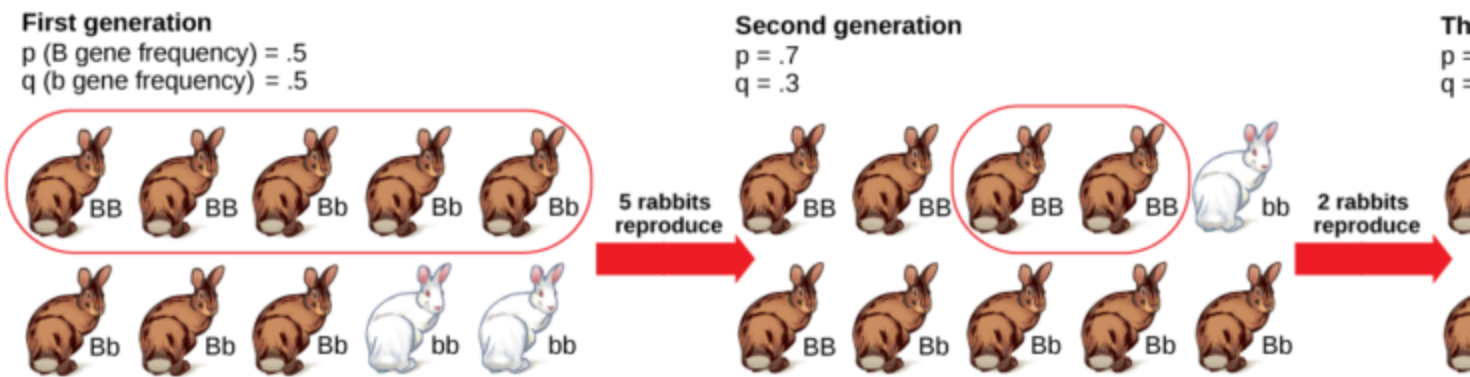 First generation
p (B gene frequency) = .5
q (b gene frequency) = .5
BB BB Bb Bb Bb
Bb Bb Bb bb bb
5 rabbits
reproduce
Second generation
p = .7
q = .3
BB BB BB BB bb
BB Bb Bb Bb Bb
2 rabbits
reproduce
p =
q =